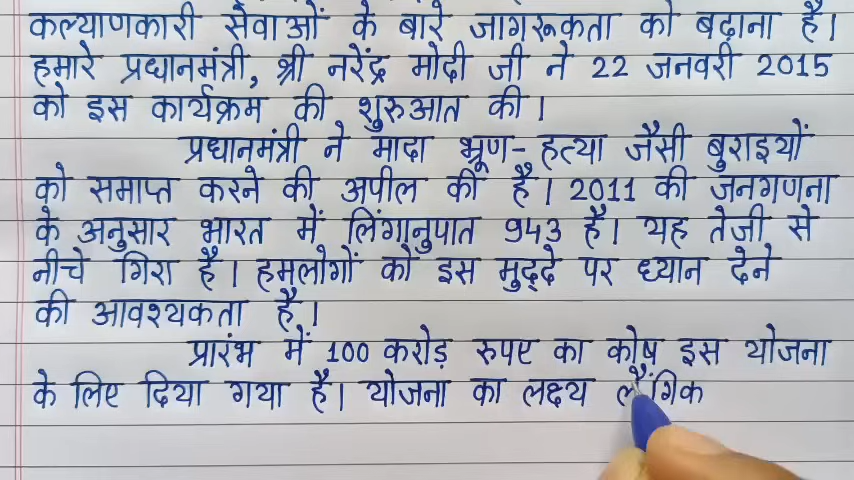 कल्याणकारी सेवाओं के बारे जागरूकता को बढ़ाना है।
हमारे प्रधानमंत्री, श्री नरेंद्र मोदी जी ने 22 जनवरी 2015
को इस कार्यक्रम की शुरुआत की।
प्रधानमंत्री ने मादा भ्रूण-हत्या जैसी बुराइयों
को समाप्त करने की अपील की है। 2011 की जनगणना
के अनुसार भारत में लिंगानुपात 943 है। यह तेजी से
नीचे गिरा है। हमलोगों को इस मुद्दे पर ध्यान देने
की आवश्यकता है।
प्रारंभ में 100 करोड़ रुपए का कोष इस योजना
के लिए दिया गया है। योजना का लक्ष्य लैंगिक